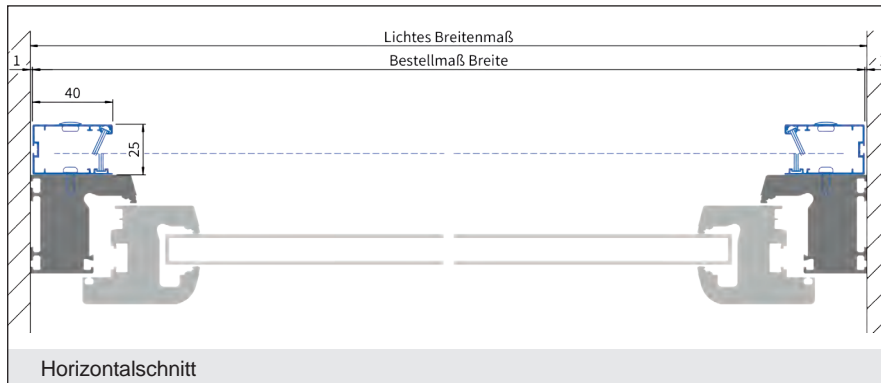 Lichtes Breitenmaß
1 Bestellmaß Breite
40
25
Horizontalschnitt